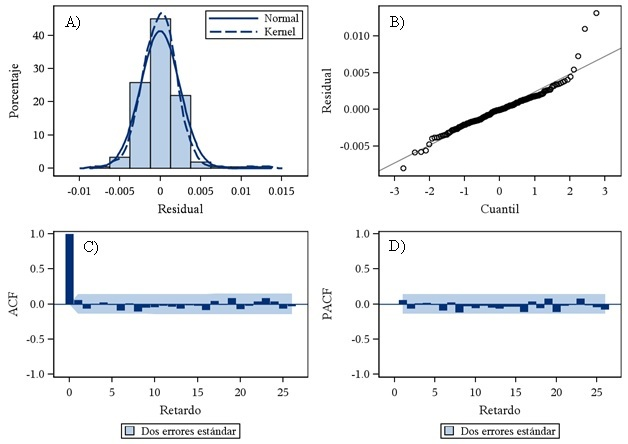 A)
Normal
Kernel
Porcentaje
40
30
20
10
0
-0.01 -0.005 0 0.005 0.01 0.015
Residual
B)
Residual
0.010
0.005
0.000
-0.005
-3 -2 -1 0 1 2 3
Cuantil
C)
ACF
1.0
0.5
0.0
-0.5
-1.0
0 5 10 15 20 25
Retardo
Dos errores estándar
D)
PACF
1.0
0.5
0.0
-0.5
-1.0
0 5 10 15 20 25
Retardo
Dos errores estándar